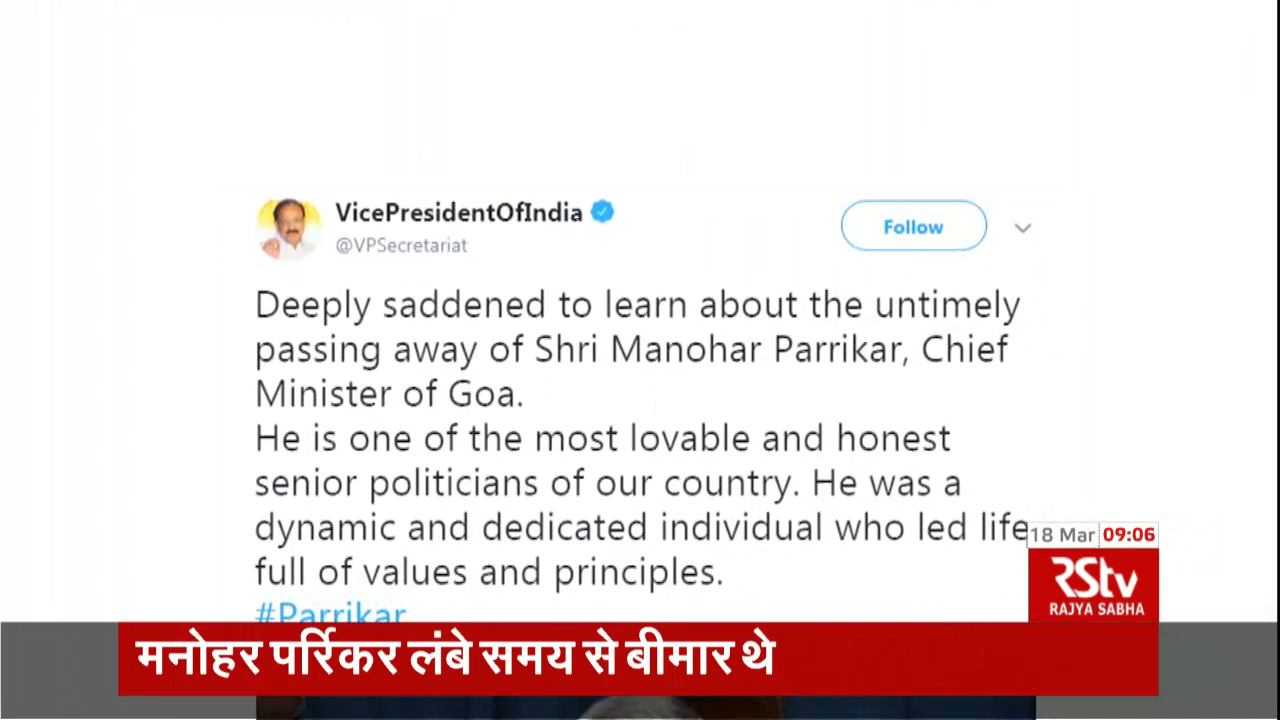 VicePresidentOfIndia
@VPSecretariat
Follow
Deeply saddened to learn about the untimely
passing away of Shri Manohar Parrikar, Chief
Minister of Goa.
He is one of the most lovable and honest
senior politicians of our country. He was a
dynamic and dedicated individual who led life
full of values and principles.
#Parrikar
18 Mar 09:06
RStv
RAJYA SABHA
मनोहर पर्रिकर लंबे समय से बीमार थे